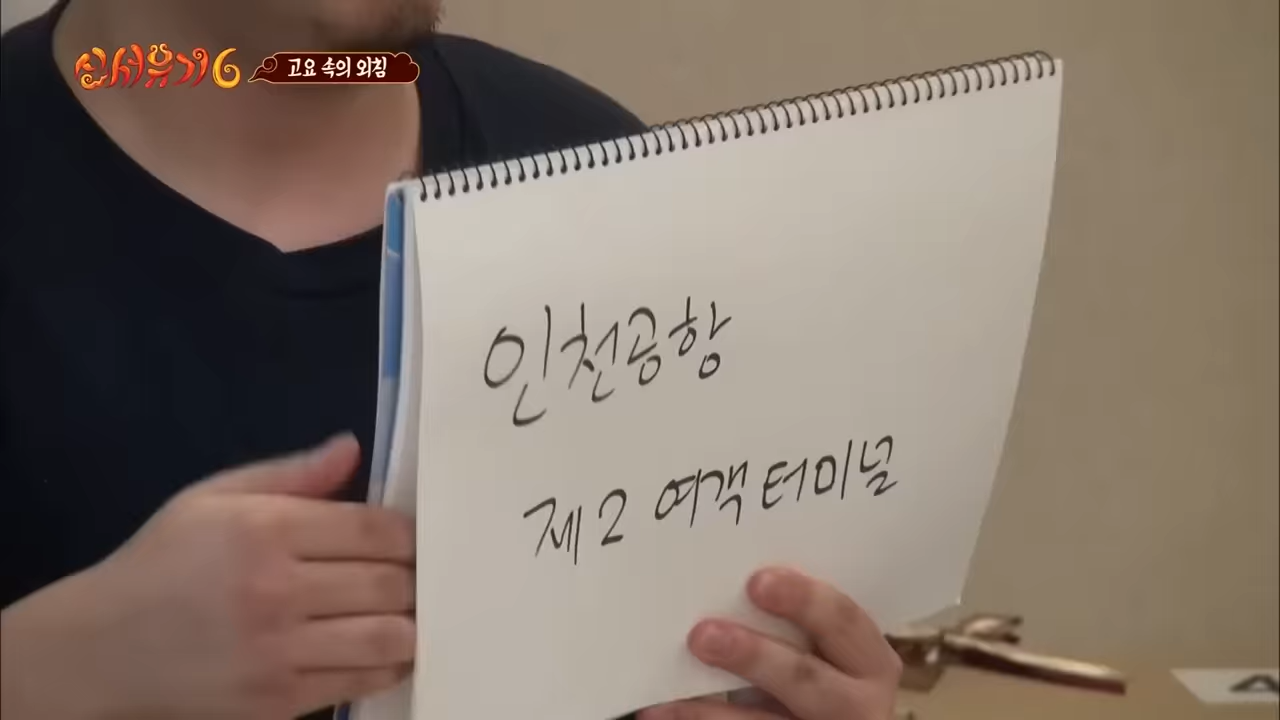 신서유기6
고요 속의 외침
인천공항
제2 여객터미널